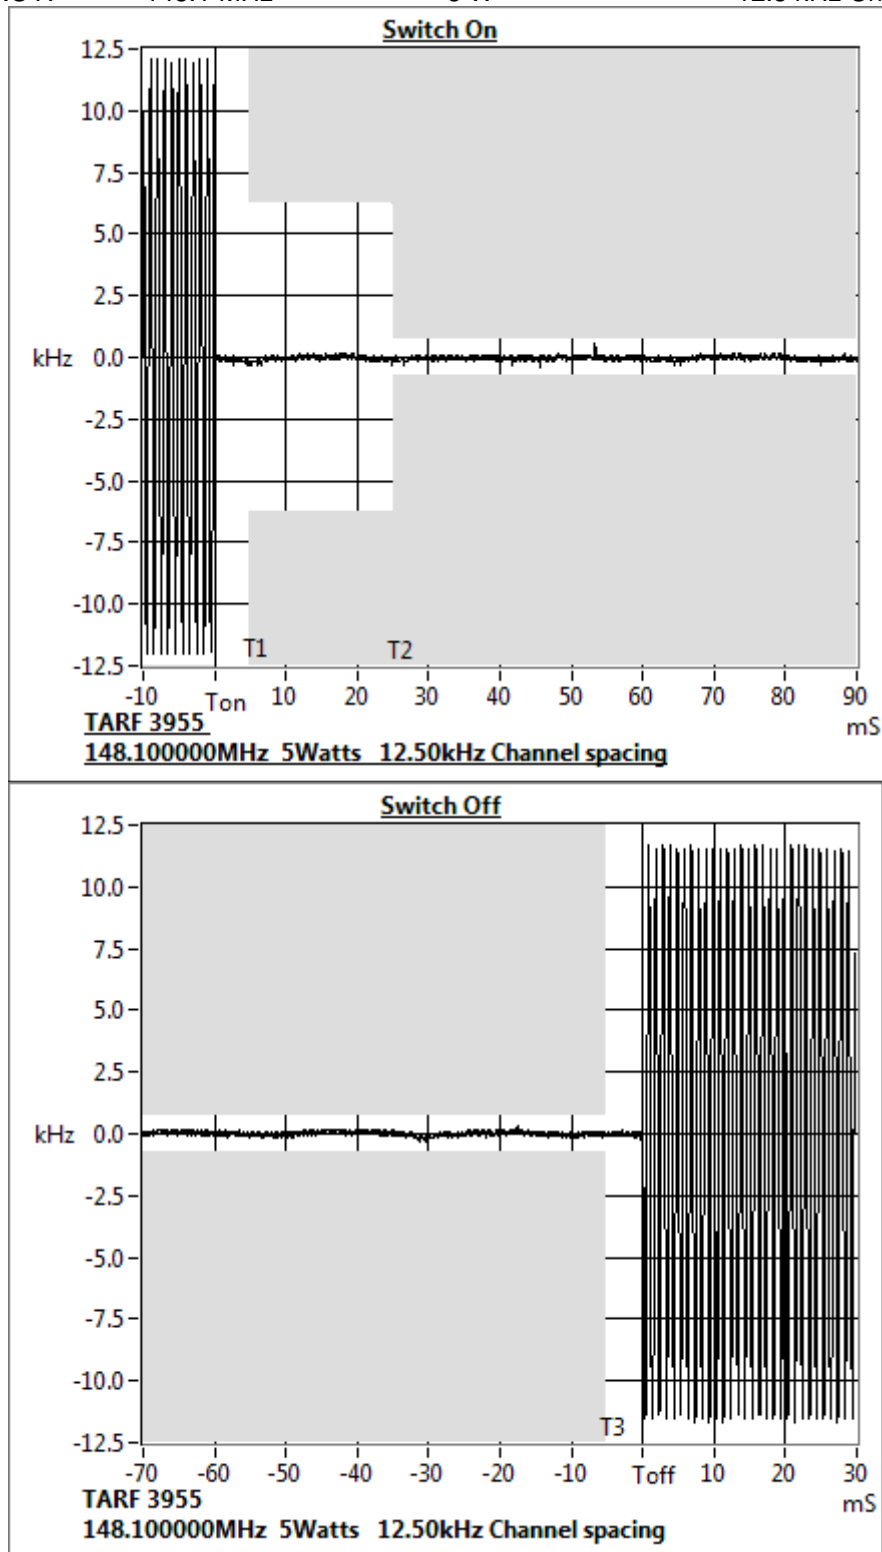 Switch On
12.5
10.0
7.5
5.0
2.5
kHz 0.0
-2.5
-5.0
-7.5
-10.0
T1 T2
-12.5
-10 Ton 10 20 30 40 50 60 70 80 90
mS
TARF 3955
148.100000MHz 5Watts 12.50kHz Channel spacing
Switch Off
12.5
10.0
7.5
5.0
2.5
kHz 0.0
-2.5
-5.0
-7.5
-10.0
T3
-12.5
-70 -60 -50 -40 -30 -20 -10 Toff 10 20 30
mS
TARF 3955
148.100000MHz 5Watts 12.50kHz Channel spacing